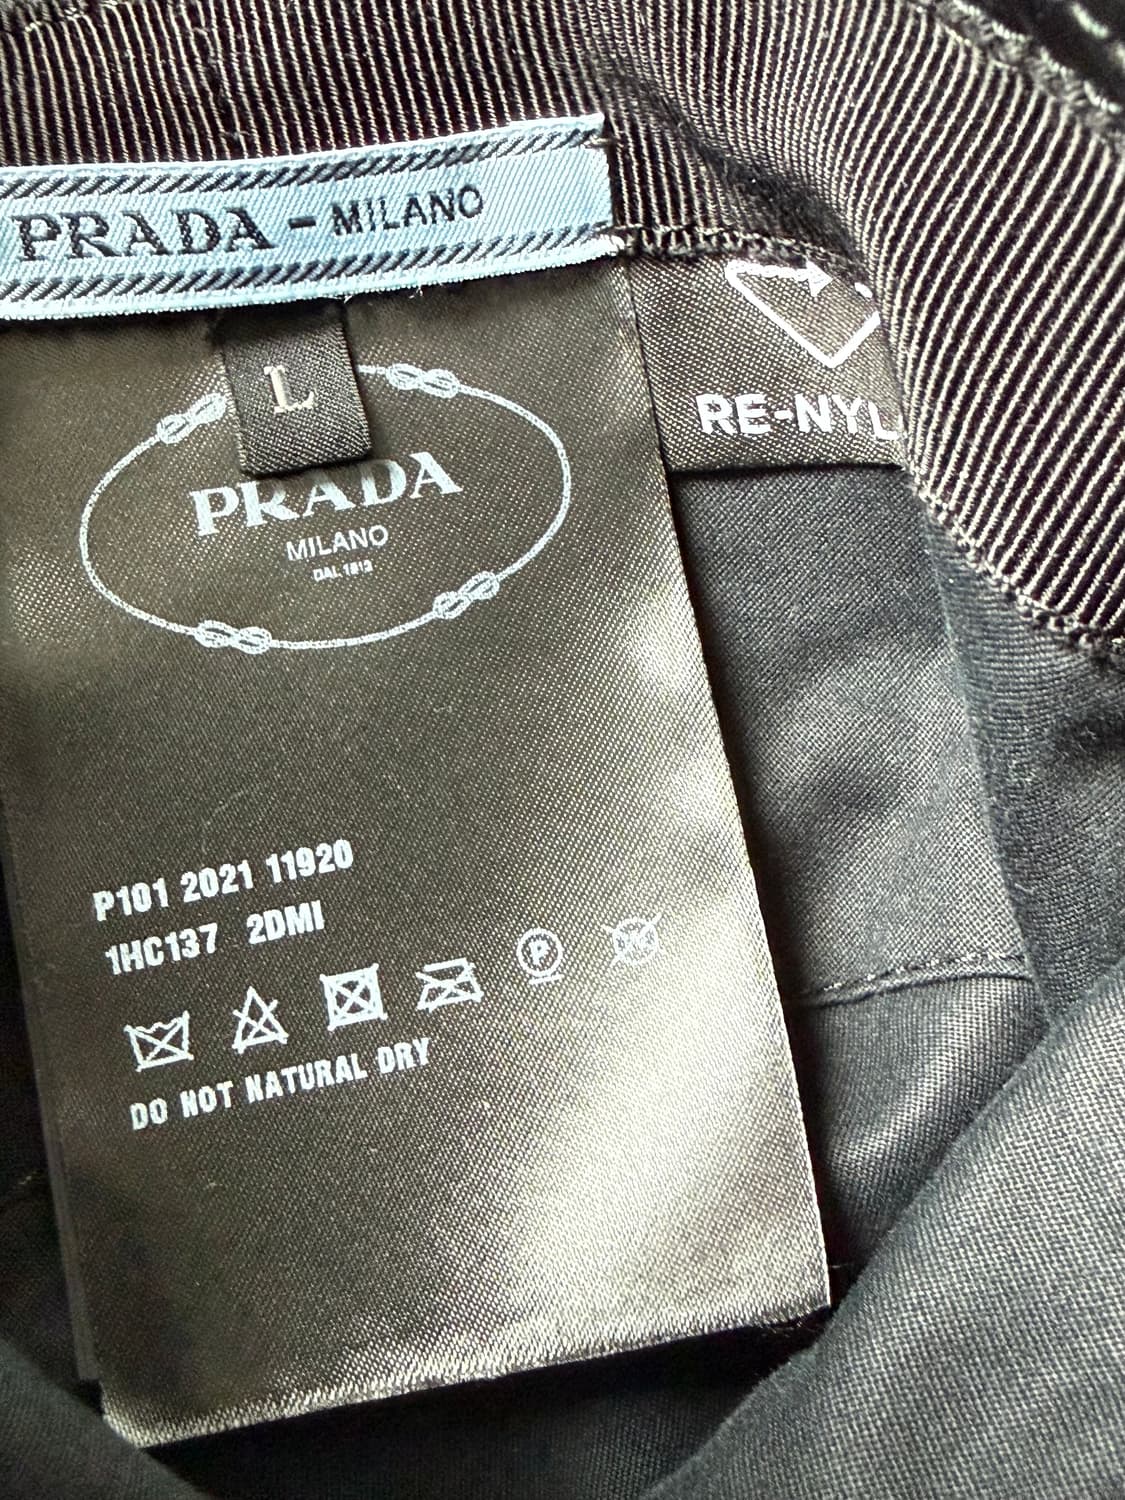 PRADA - MILANO
L
RE-NYL
PRADA
MILANO
DAL 1913
P101 2021 11920
1HC137 2DMI
P
DO NOT NATURAL DRY